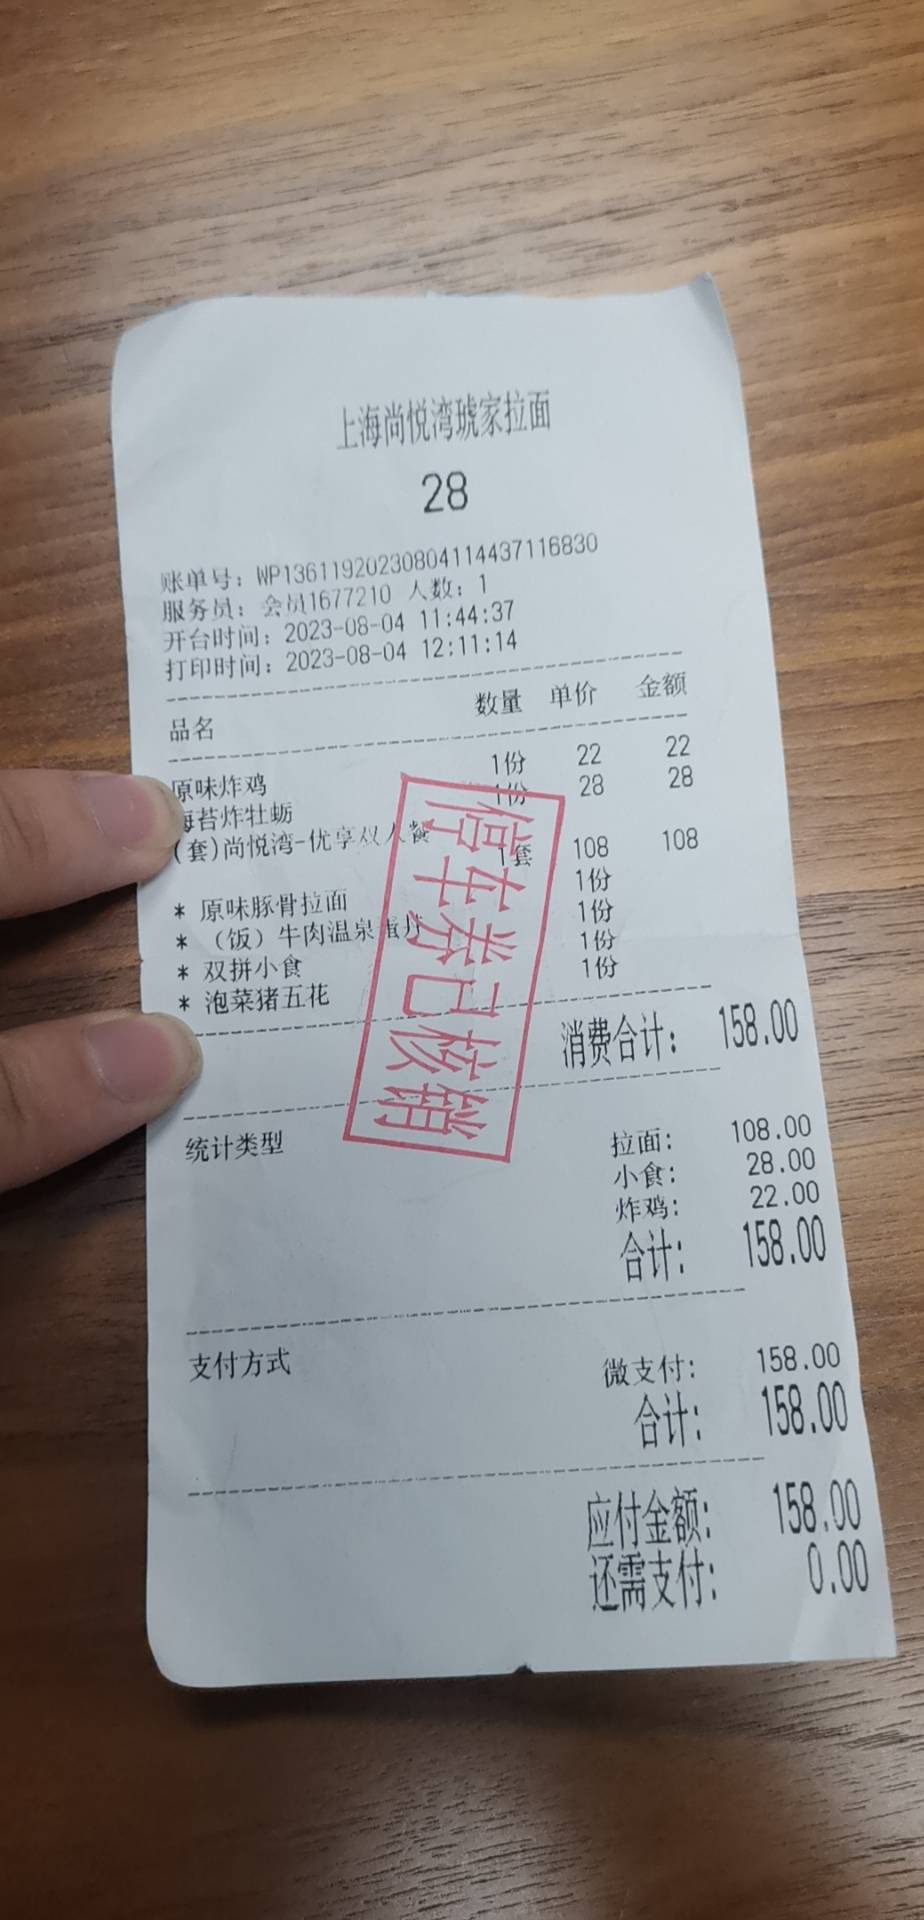 上海尚悦湾琥家拉面
28
账单号：WP13611920230804114437116830
服务员：会员1677210 人数：1
开台时间：2023-08-04 11:44:37
打印时间：2023-08-04 12:11:14
品名 数量 单价 金额
原味炸鸡 1份 22 22
海苔炸牡蛎 1份 28 28
(套)尚悦湾-优享双人餐 1套 108 108
* 原味豚骨拉面 1份
* （饭）牛肉温泉蛋丼 1份
* 双拼小食 1份
* 泡菜猪五花 1份
停车券已核销
消费合计： 158.00
统计类型 拉面： 108.00
小食： 28.00
炸鸡： 22.00
合计： 158.00
支付方式 微支付： 158.00
合计： 158.00
应付金额： 158.00
还需支付： 0.00